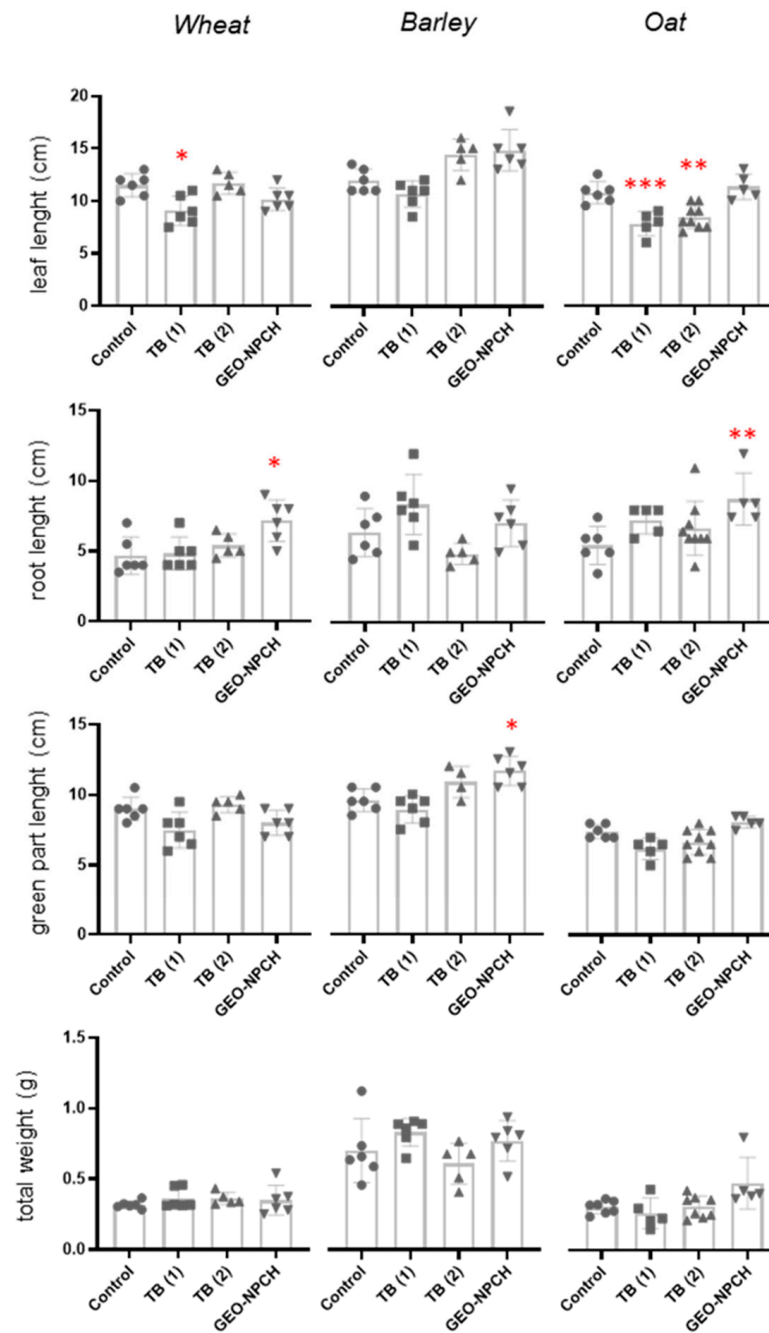 Wheat Barley Oat
leaf lenght (cm)
20
15
10
5
0
* *** **
Control TB (1) TB (2) GEO-NPCH
Control TB (1) TB (2) GEO-NPCH
Control TB (1) TB (2) GEO-NPCH
root lenght (cm)
15
10
5
0
* **
Control TB (1) TB (2) GEO-NPCH
Control TB (1) TB (2) GEO-NPCH
Control TB (1) TB (2) GEO-NPCH
green part lenght (cm)
15
10
5
0
*
Control TB (1) TB (2) GEO-NPCH
Control TB (1) TB (2) GEO-NPCH
Control TB (1) TB (2) GEO-NPCH
total weight (g)
1.5
1.0
0.5
0.0
Control TB (1) TB (2) GEO-NPCH
Control TB (1) TB (2) GEO-NPCH
Control TB (1) TB (2) GEO-NPCH